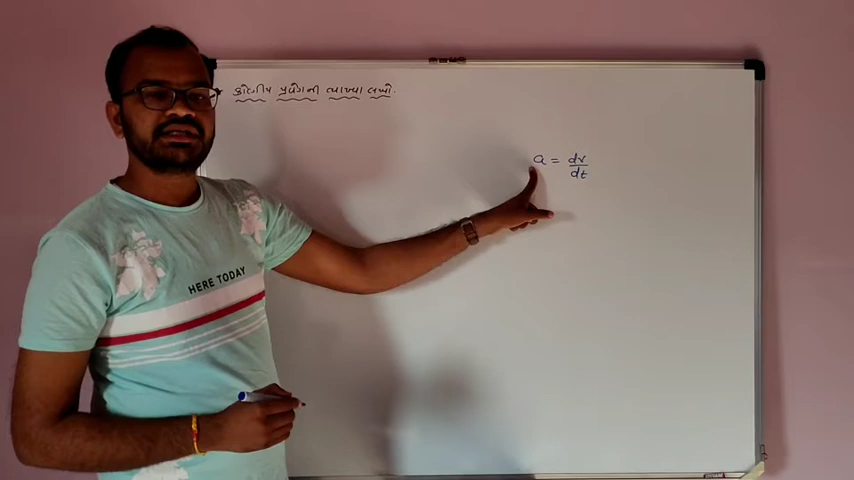 * કોણીય પ્રવેગની વ્યાખ્યા લખો.
a = dv
dt
HERE TODAY